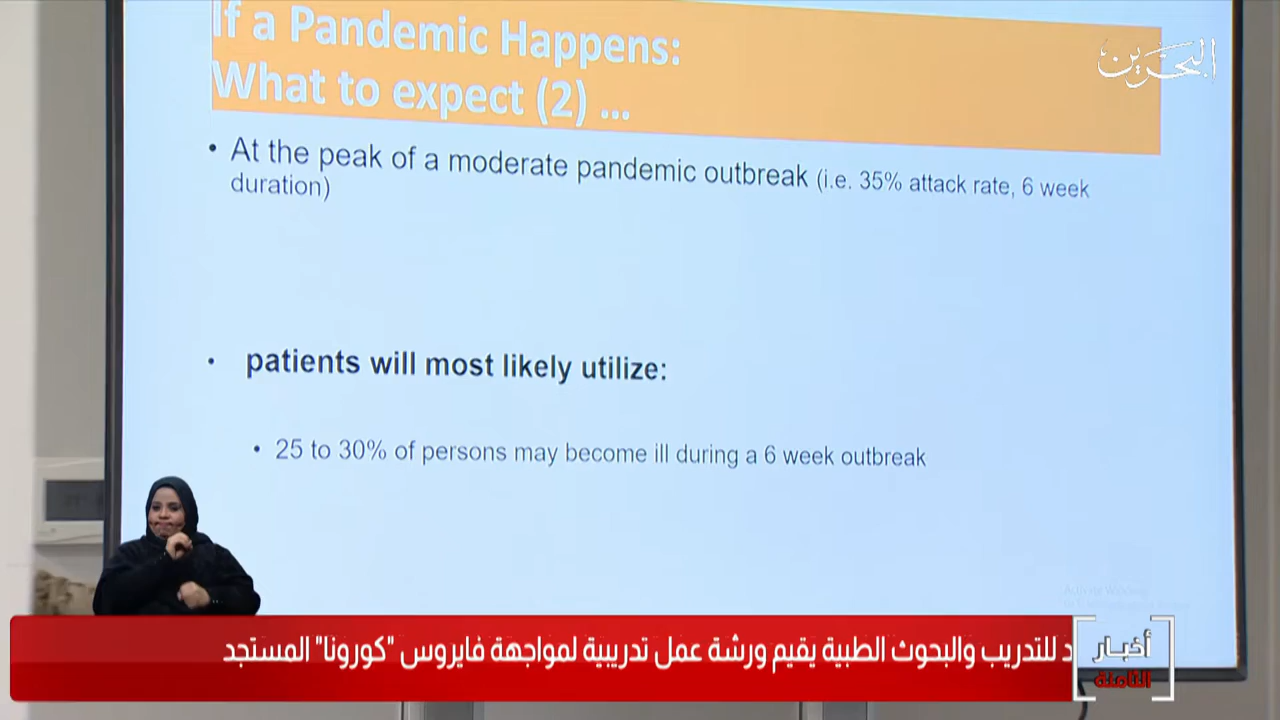 If a Pandemic Happens:
What to expect (2) ...
البحرين
• At the peak of a moderate pandemic outbreak (i.e. 35% attack rate, 6 week
duration)
• patients will most likely utilize:
• 25 to 30% of persons may become ill during a 6 week outbreak
Activate Windows
د للتدريب والبحوث الطبية يقيم ورشة عمل تدريبية لمواجهة فايروس "كورونا" المستجد
أخبار
الثامنة